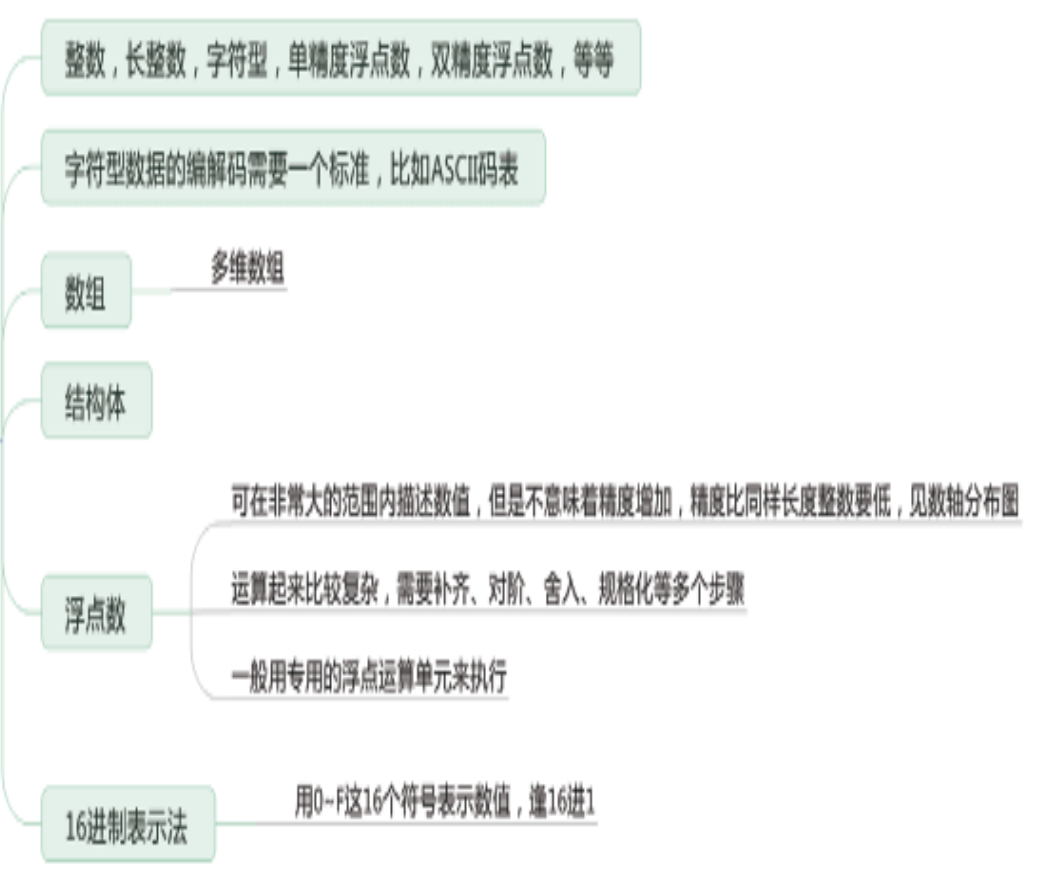 整数，长整数，字符型，单精度浮点数，双精度浮点数，等等
字符型数据的编解码需要一个标准，比如ASCII码表
数组
多维数组
结构体
浮点数
可在非常大的范围内描述数值，但是不意味着精度增加，精度比同样长度整数要低，见数轴分布图
运算起来比较复杂，需要补齐、对阶、舍入、规格化等多个步骤
一般用专用的浮点运算单元来执行
16进制表示法
用0~F这16个符号表示数值，逢16进1